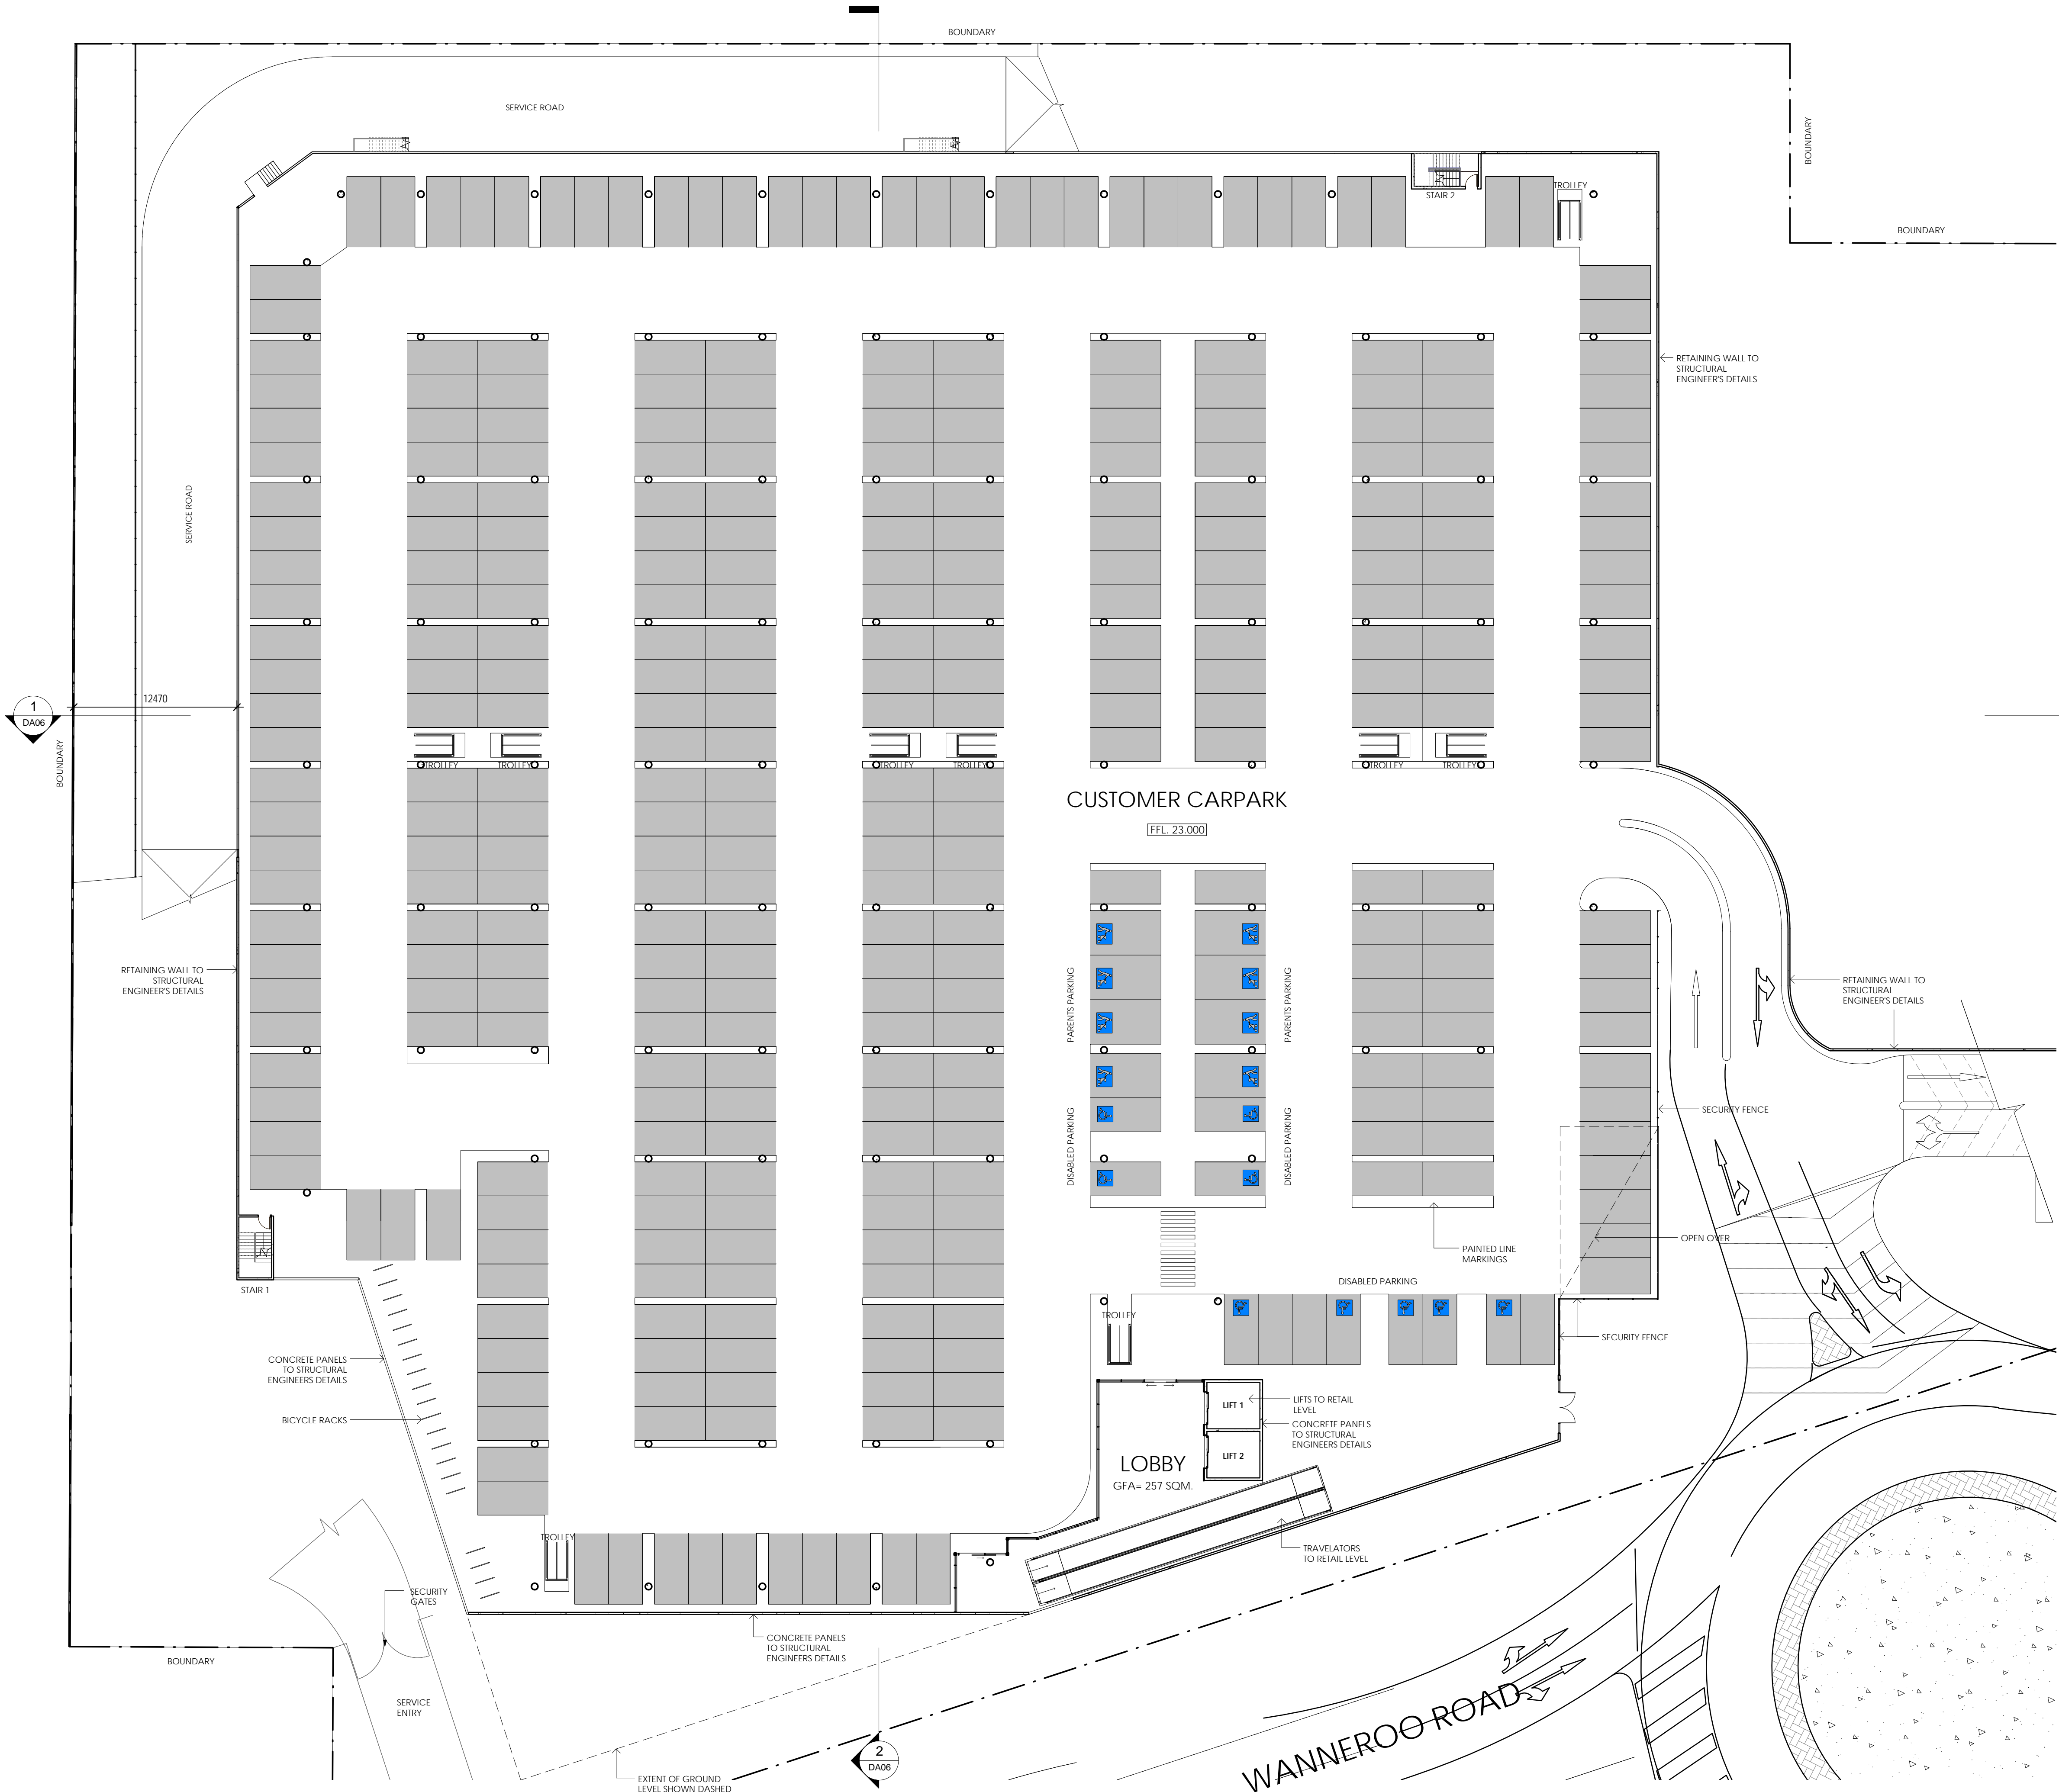 BOUNDARY
SERVICE ROAD
BOUNDARY
STAIR 2
TROLLEY
BOUNDARY
RETAINING WALL TO
STRUCTURAL
ENGINEER'S DETAILS
SERVICE ROAD
12470
1
DA06
BOUNDARY
TROLLEY
TROLLEY
TROLLEY
TROLLEY
TROLLEY
TROLLEY
CUSTOMER CARPARK
FFL. 23.000
RETAINING WALL TO
STRUCTURAL
ENGINEER'S DETAILS
PARENTS PARKING
PARENTS PARKING
RETAINING WALL TO
STRUCTURAL
ENGINEER'S DETAILS
SECURITY FENCE
DISABLED PARKING
DISABLED PARKING
OPEN OVER
PAINTED LINE
MARKINGS
STAIR 1
DISABLED PARKING
TROLLEY
SECURITY FENCE
CONCRETE PANELS
TO STRUCTURAL
ENGINEERS DETAILS
BICYCLE RACKS
LIFT 1
LIFTS TO RETAIL
LEVEL
CONCRETE PANELS
TO STRUCTURAL
ENGINEERS DETAILS
LIFT 2
LOBBY
GFA= 257 SQM.
TROLLEY
TRAVELATORS
TO RETAIL LEVEL
SECURITY
GATES
CONCRETE PANELS
TO STRUCTURAL
ENGINEERS DETAILS
BOUNDARY
SERVICE
ENTRY
WANNEROO ROAD
2
DA06
EXTENT OF GROUND
LEVEL SHOWN DASHED